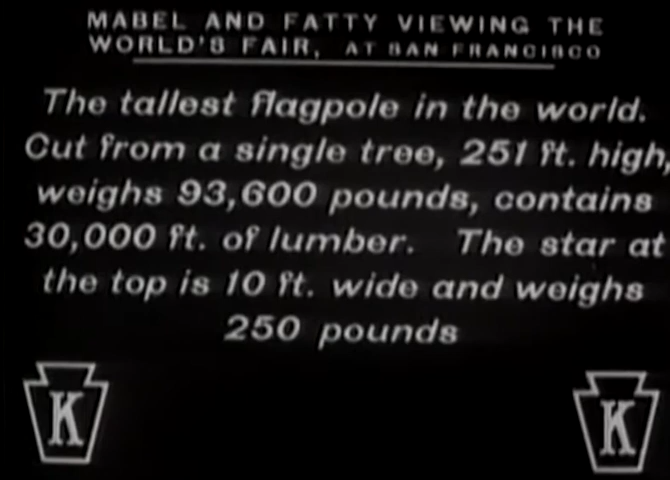 MABEL AND FATTY VIEWING THE
WORLD'S FAIR, AT SAN FRANCISCO
The tallest flagpole in the world.
Cut from a single tree, 251 ft. high,
weighs 93,600 pounds, contains
30,000 ft. of lumber. The star at
the top is 10 ft. wide and weighs
250 pounds
K K